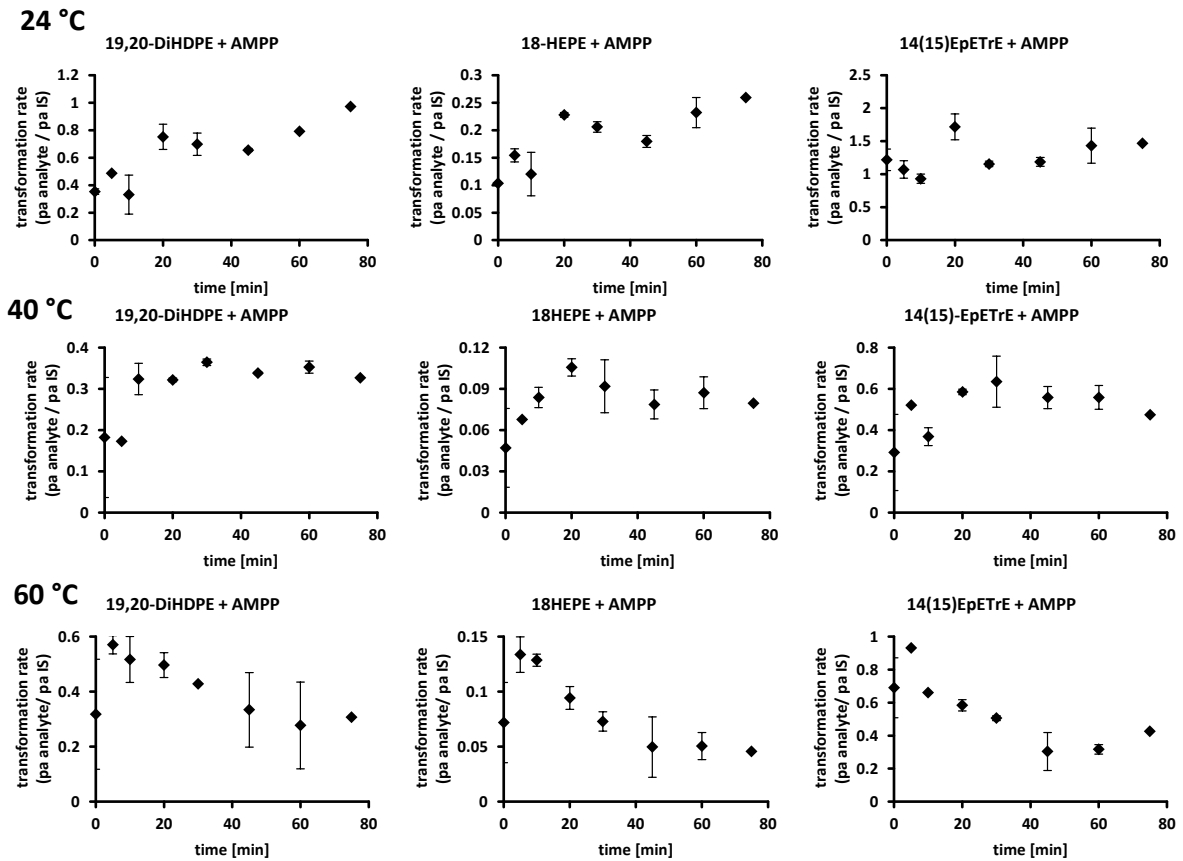 24 °C
19,20-DiHDPE + AMPP
18-HEPE + AMPP
14(15)EpETrE + AMPP
transformation rate
(pa analyte / pa IS)
1.2
1
0.8
0.6
0.4
0.2
0
0 20 40 60 80
time [min]
transformation rate
(pa analyte / pa IS)
0.3
0.25
0.2
0.15
0.1
0.05
0
0 20 40 60 80
time [min]
transformation rate
(pa analyte / pa IS)
2.5
2
1.5
1
0.5
0
0 20 40 60 80
time [min]
40 °C
19,20-DiHDPE + AMPP
18HEPE + AMPP
14(15)-EpETrE + AMPP
transformation rate
(pa analyte / pa IS)
0.4
0.3
0.2
0.1
0
0 20 40 60 80
time [min]
transformation rate
(pa analyte / pa IS)
0.12
0.09
0.06
0.03
0.00
0 20 40 60 80
time [min]
transformation rate
(pa analyte / pa IS)
0.8
0.6
0.4
0.2
0
0 20 40 60 80
time [min]
60 °C
19,20-DiHDPE + AMPP
18HEPE + AMPP
14(15)EpETrE + AMPP
transformation rate
(pa analyte/ pa IS)
0.6
0.4
0.2
0
0 20 40 60 80
time [min]
transformation rate
(pa analyte/ pa IS)
0.15
0.1
0.05
0
0 20 40 60 80
time [min]
transformation rate
(pa analyte/ pa IS)
1
0.8
0.6
0.4
0.2
0
0 20 40 60 80
time [min]